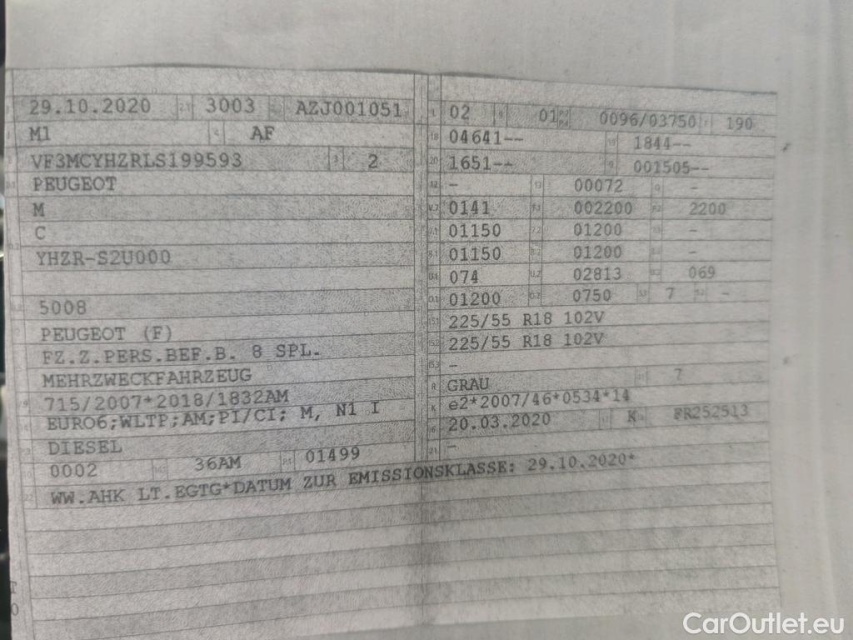 29.10.2020 3003 AZJ001051
M1 AF
VF3MCYHZRLS199593 2
PEUGEOT
M
C
YHZR-S2U000
5008
PEUGEOT (F)
FZ.Z.PERS.BEF.B. 8 SPL.
MEHRZWECKFAHRZEUG
715/2007*2018/1832AM
EURO6;WLTP;AM;PI/CI; M, N1 I
DIESEL
0002 36AM 01499
WW.AHK LT.EGTG*DATUM ZUR EMISSIONSKLASSE: 29.10.2020*
02 01 0096/03750 190
04641-- 1844--
1651-- 001505--
- 00072 -
0141 002200 2200
01150 01200 -
01150 01200 -
074 02813 069
01200 0750 7 -
225/55 R18 102V
225/55 R18 102V
-
GRAU 7
e2*2007/46*0534*14
20.03.2020 K FR252513
-
CarOutlet.eu